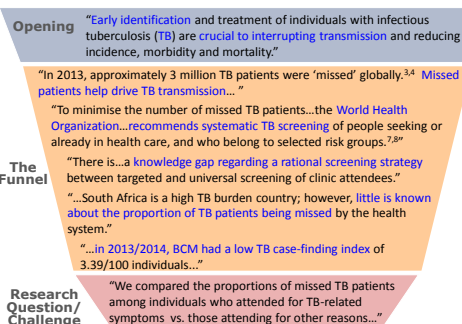 Opening
“Early identification and treatment of individuals with infectious
tuberculosis (TB) are crucial to interrupting transmission and reducing
incidence, morbidity and mortality.”
“In 2013, approximately 3 million TB patients were ‘missed’ globally.3,4 Missed
patients help drive TB transmission… ”
“To minimise the number of missed TB patients…the World Health
Organization…recommends systematic TB screening of people seeking or
already in health care, and who belong to selected risk groups.7,8”
The
Funnel
“There is…a knowledge gap regarding a rational screening strategy
between targeted and universal screening of clinic attendees.”
“…South Africa is a high TB burden country; however, little is known
about the proportion of TB patients being missed by the health
system.”
“…in 2013/2014, BCM had a low TB case-finding index of
3.39/100 individuals...”
Research
Question/
Challenge
“We compared the proportions of missed TB patients
among individuals who attended for TB-related
symptoms vs. those attending for other reasons…”